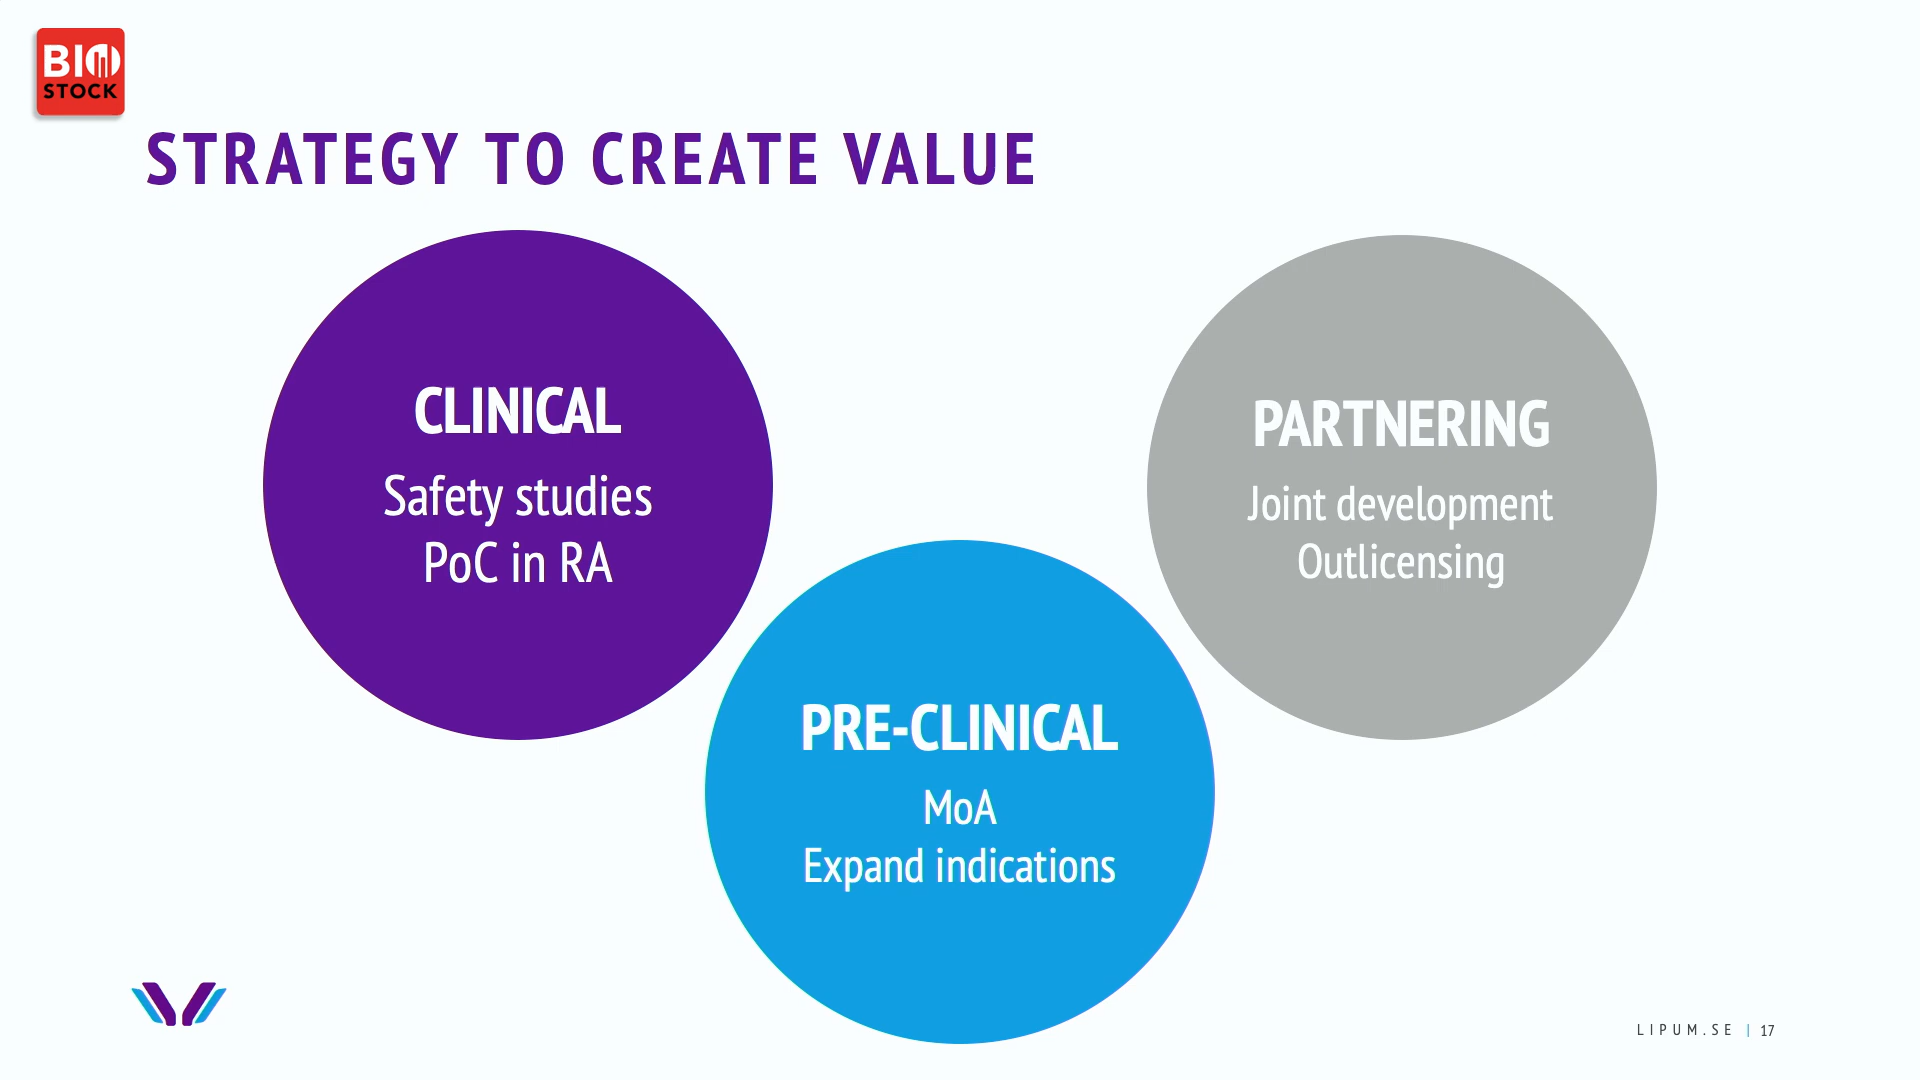 BIO
STOCK
STRATEGY TO CREATE VALUE
CLINICAL
Safety studies
PoC in RA
PARTNERING
Joint development
Outlicensing
PRE-CLINICAL
MoA
Expand indications
LIPUM.SE | 17